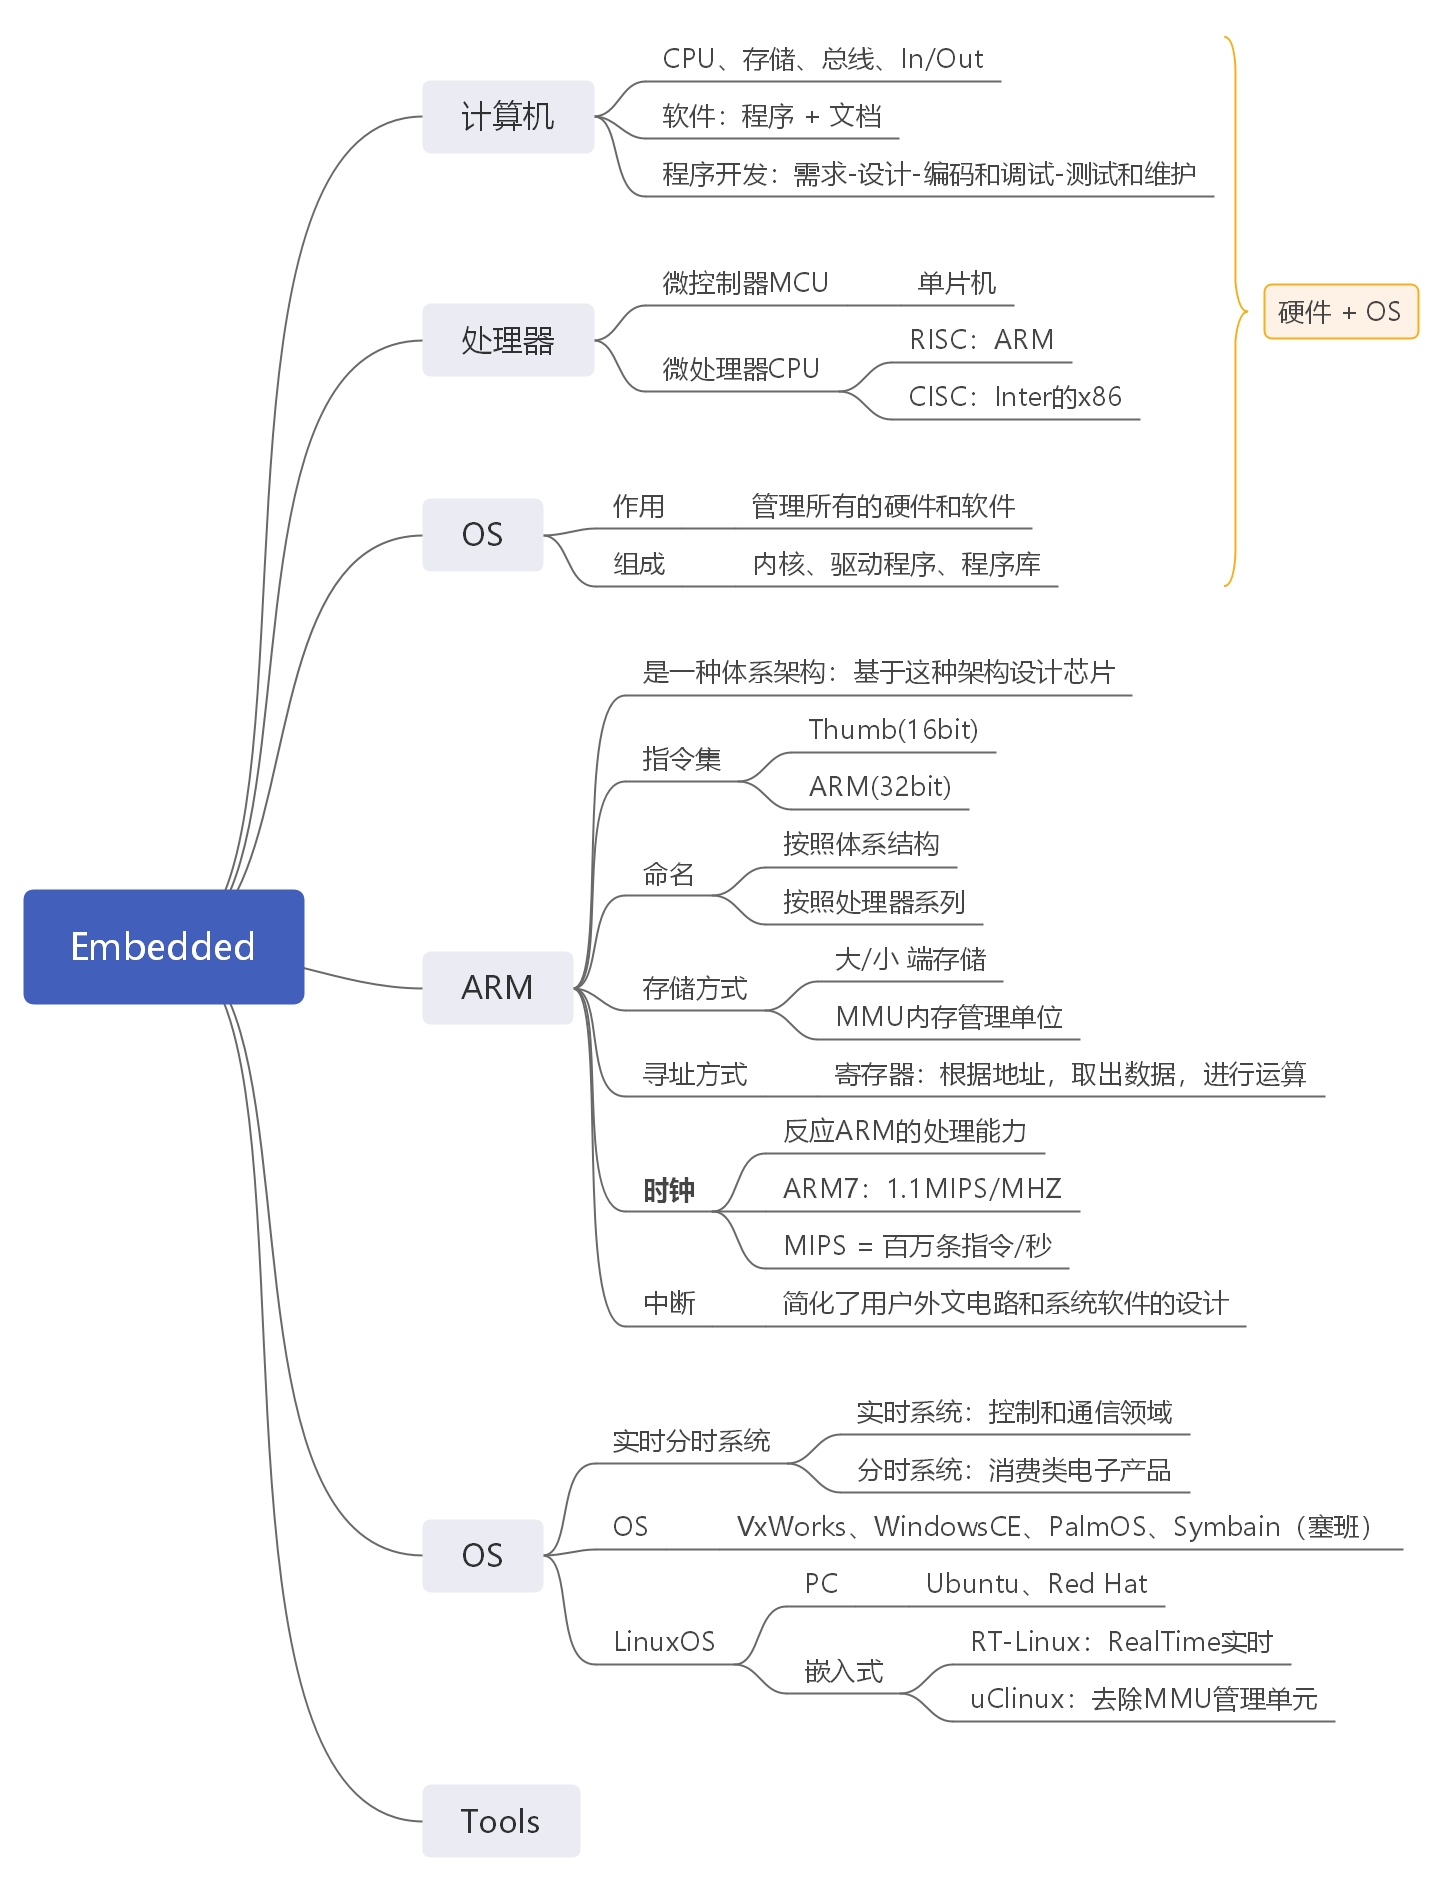 Embedded
计算机
CPU、存储、总线、In/Out
软件：程序 + 文档
程序开发：需求-设计-编码和调试-测试和维护
处理器
微控制器MCU
单片机
微处理器CPU
RISC：ARM
CISC：Inter的x86
OS
作用
管理所有的硬件和软件
组成
内核、驱动程序、程序库
硬件 + OS
ARM
是一种体系架构：基于这种架构设计芯片
指令集
Thumb(16bit)
ARM(32bit)
命名
按照体系结构
按照处理器系列
存储方式
大/小 端存储
MMU内存管理单位
寻址方式
寄存器：根据地址，取出数据，进行运算
时钟
反应ARM的处理能力
ARM7：1.1MIPS/MHZ
MIPS = 百万条指令/秒
中断
简化了用户外文电路和系统软件的设计
OS
实时分时系统
实时系统：控制和通信领域
分时系统：消费类电子产品
OS
VxWorks、WindowsCE、PalmOS、Symbain（塞班）
LinuxOS
PC
Ubuntu、Red Hat
嵌入式
RT-Linux：RealTime实时
uClinux：去除MMU管理单元
Tools